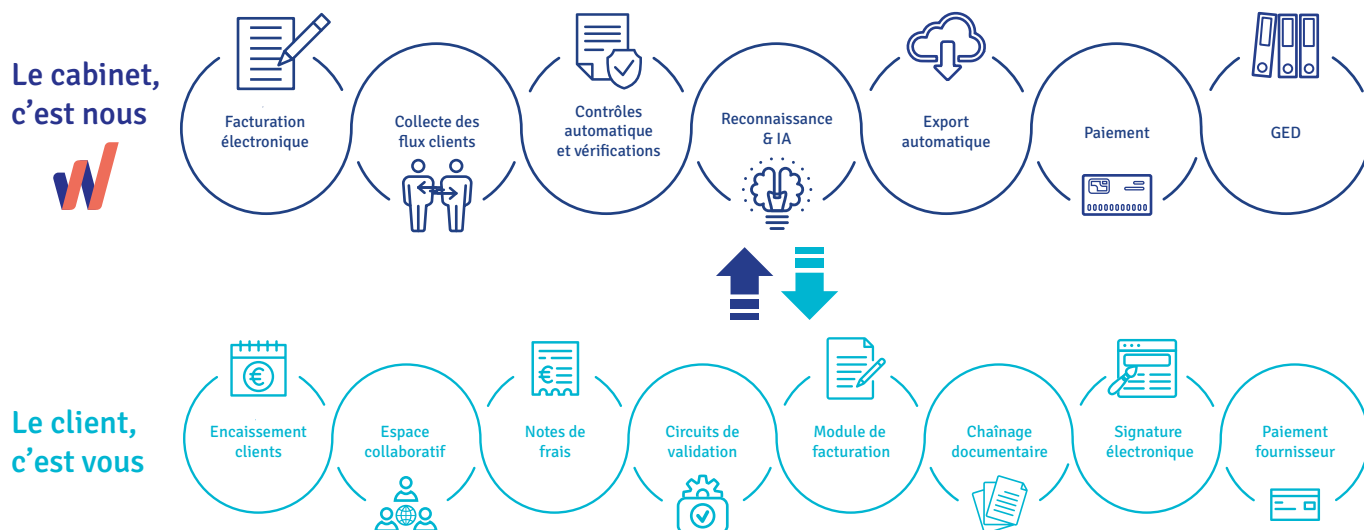 Le cabinet,
c'est nous
Facturation
électronique
Collecte des
flux clients
Contrôles
automatique
et vérifications
Reconnaissance
& IA
Export
automatique
Paiement
GED
Le client,
c'est vous
Encaissement
clients
Espace
collaboratif
Notes de
frais
Circuits de
validation
Module de
facturation
Chaînage
documentaire
Signature
électronique
Paiement
fournisseur